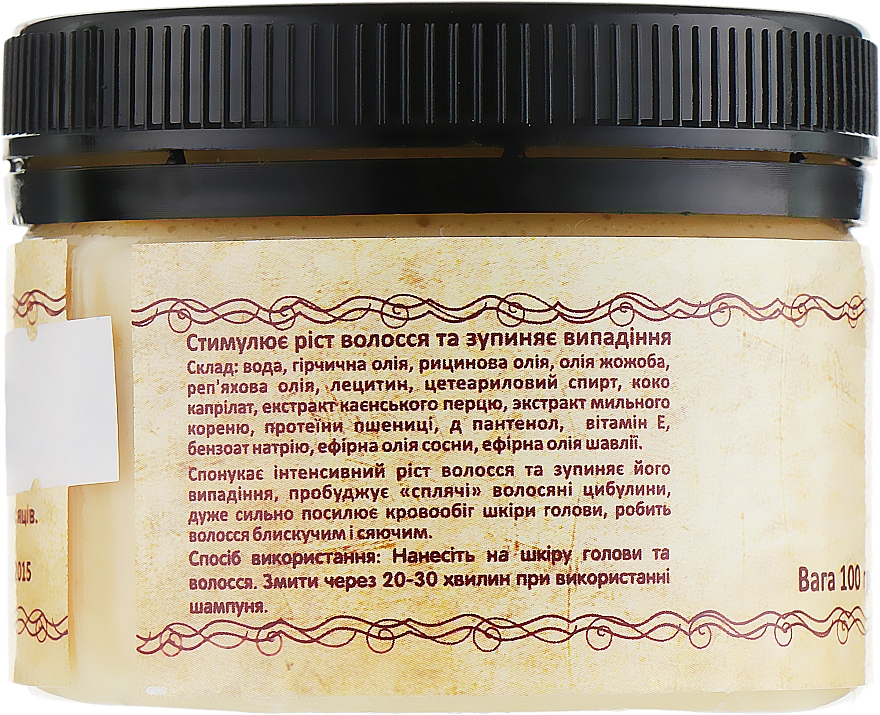 Стимулює ріст волосся та зупиняє випадіння
Склад: вода, гірчична олія, рицинова олія, олія жожоба,
реп'яхова олія, лецитин, цетеариловий спирт, коко
капрілат, екстракт каєнського перцю, экстракт мильного
кореню, протеїни пшениці, д пантенол, вітамін Е,
бензоат натрію, ефірна олія сосни, ефірна олія шавлії.
Спонукає інтенсивний ріст волосся та зупиняє його
випадіння, пробуджує «сплячі» волосяні цибулини,
дуже сильно посилює кровообіг шкіри голови, робить
волосся блискучим і сяючим.
Спосіб використання: Нанесіть на шкіру голови та
волосся. Змити через 20-30 хвилин при використанні
шампуня.
яців.
015
Вага 100